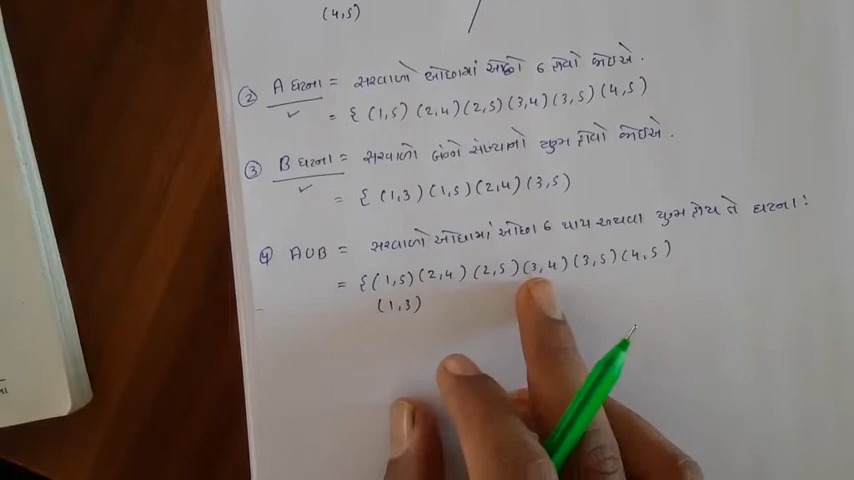 (4,5)
② A ઘટના = સરવાળો ઓછામાં ઓછો 6 હોવો જોઇએ.
= { (1,5) (2,4) (2,5) (3,4) (3,5) (4,5)
③ B ઘટના = સરવાળો બંન્ને સંખ્યાનો યુગ્મ હોવો જોઇએ.
= { (1,3) (1,5) (2,4) (3,5)
④ AUB = સરવાળો ઓછામાં ઓછા 6 થાય અથવા યુગ્મ હોય તે ઘટના:
= { (1,5) (2,4) (2,5) (3,4) (3,5) (4,5)
(1,3)